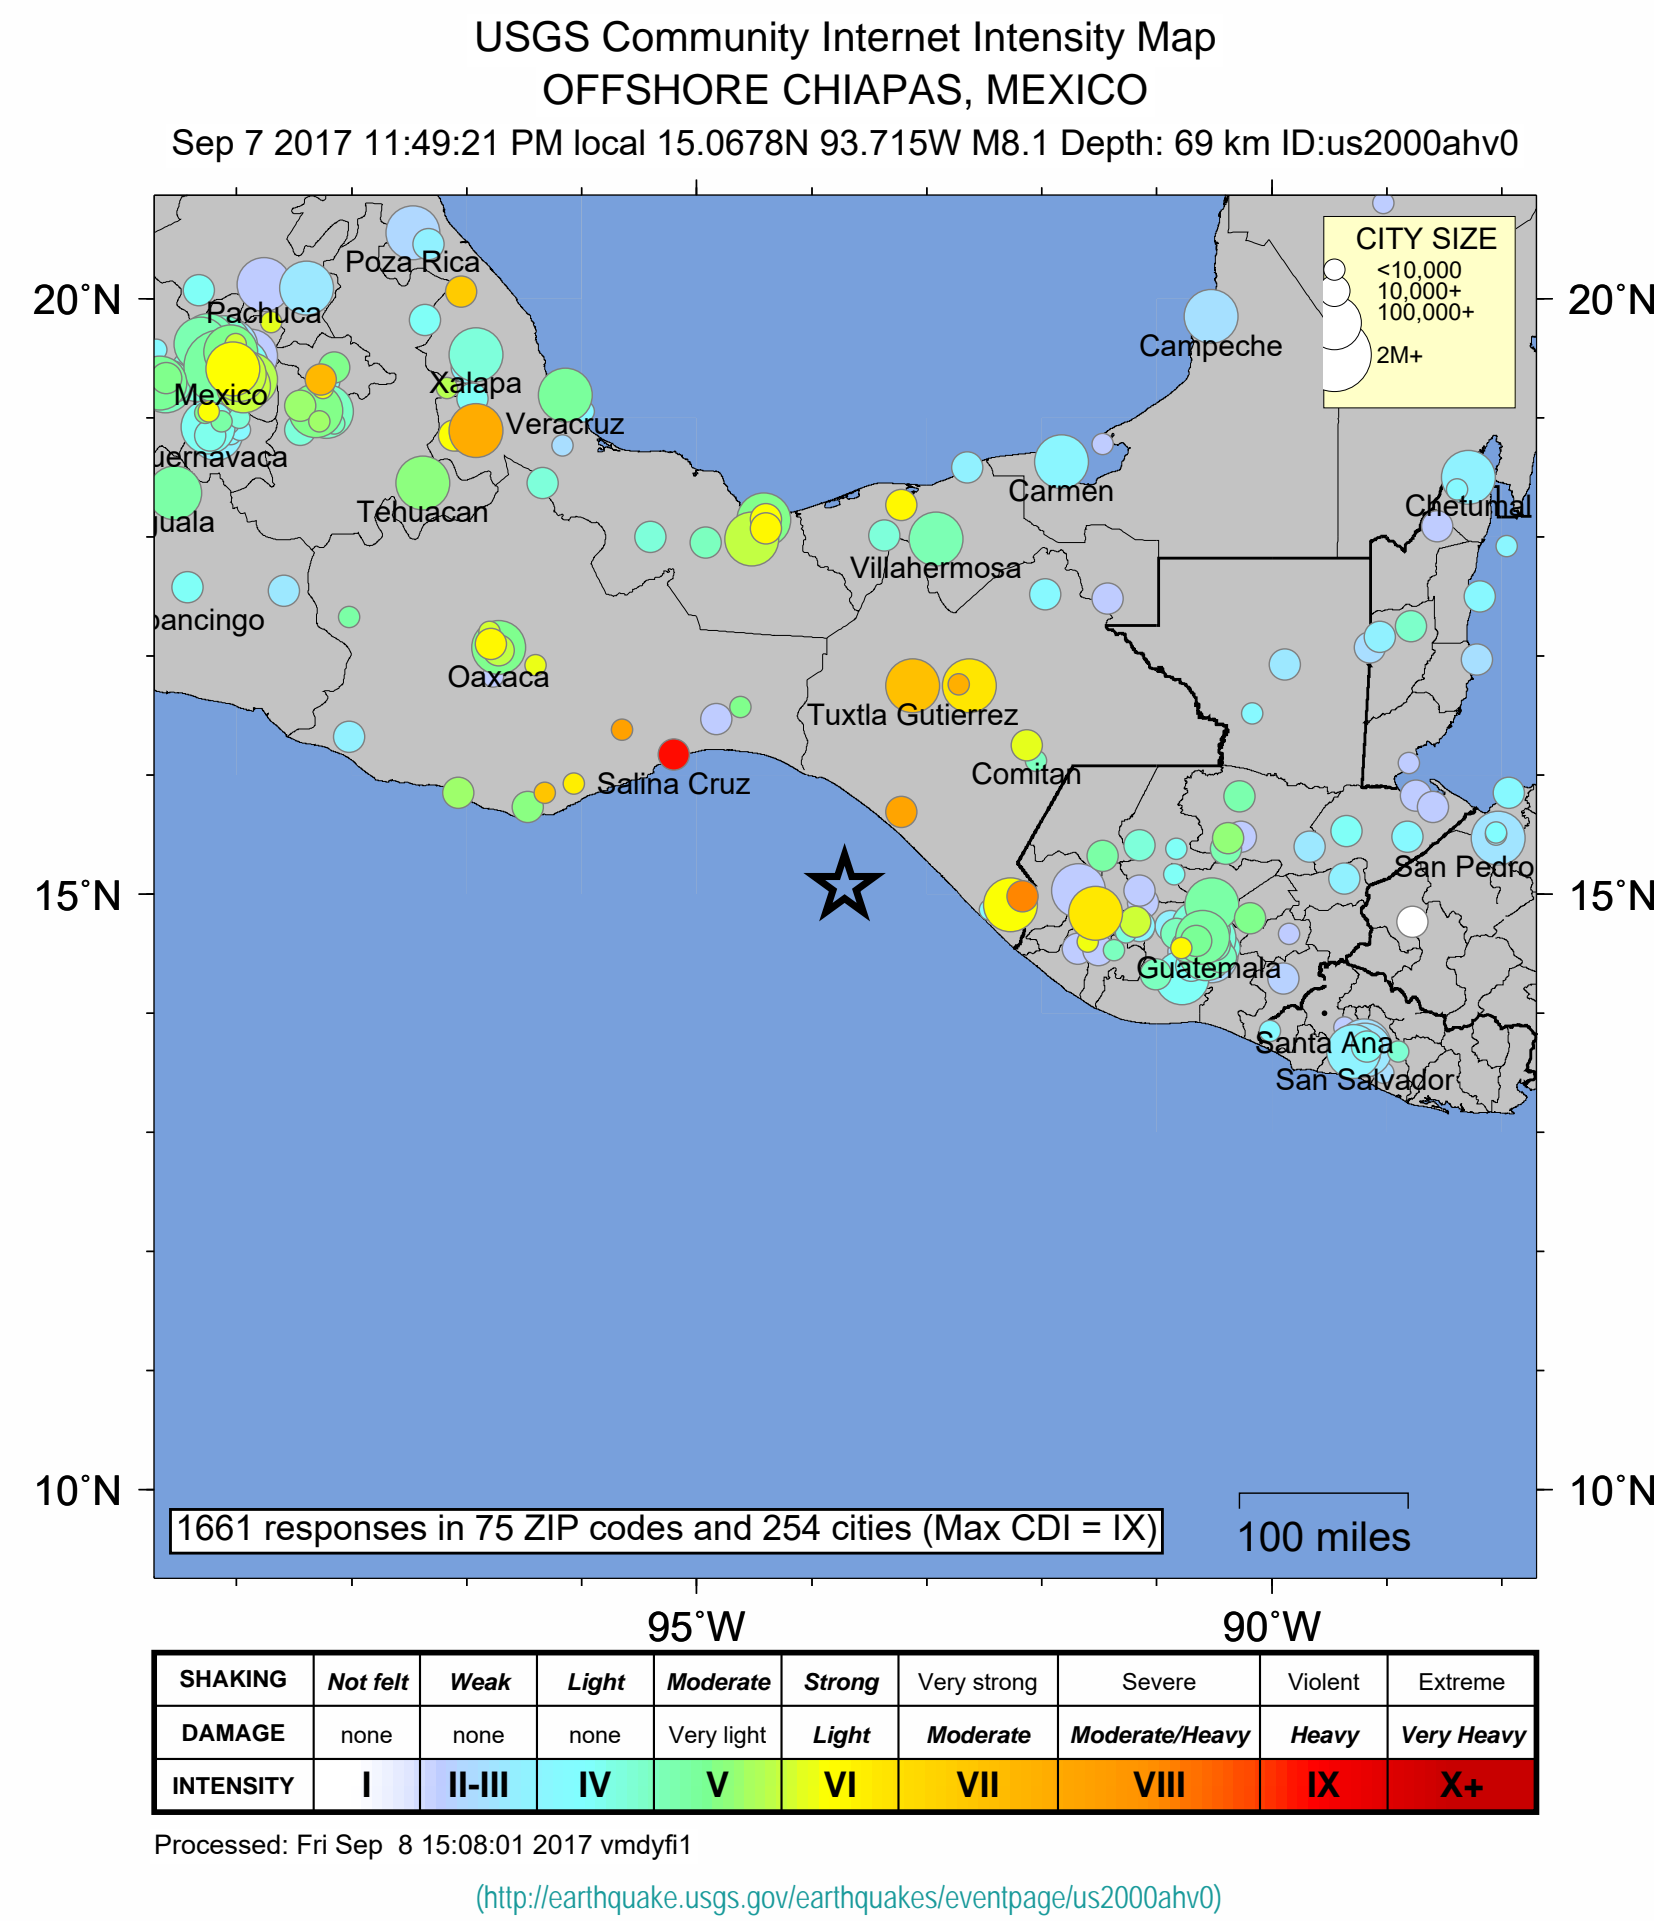 USGS Community Internet Intensity Map
OFFSHORE CHIAPAS, MEXICO
Sep 7 2017 11:49:21 PM local 15.0678N 93.715W M8.1 Depth: 69 km ID:us2000ahv0
CITY SIZE
<10,000
10,000+
100,000+
2M+
20˚N
20˚N
Poza Rica
Pachuca
Campeche
Xalapa
Mexico
Veracruz
uernavaca
Carmen
Chetumal
Tehuacan
juala
Villahermosa
pancingo
Oaxaca
Tuxtla Gutierrez
Comitan
Salina Cruz
San Pedro
15˚N
15˚N
Guatemala
Santa Ana
San Salvador
10˚N
10˚N
1661 responses in 75 ZIP codes and 254 cities (Max CDI = IX)
100 miles
95˚W
90˚W
SHAKING Not felt Weak Light Moderate Strong Very strong Severe Violent Extreme
DAMAGE none none none Very light Light Moderate Moderate/Heavy Heavy Very Heavy
INTENSITY I II-III IV V VI VII VIII IX X+
Processed: Fri Sep  8 15:08:01 2017 vmdyfi1
(http://earthquake.usgs.gov/earthquakes/eventpage/us2000ahv0)